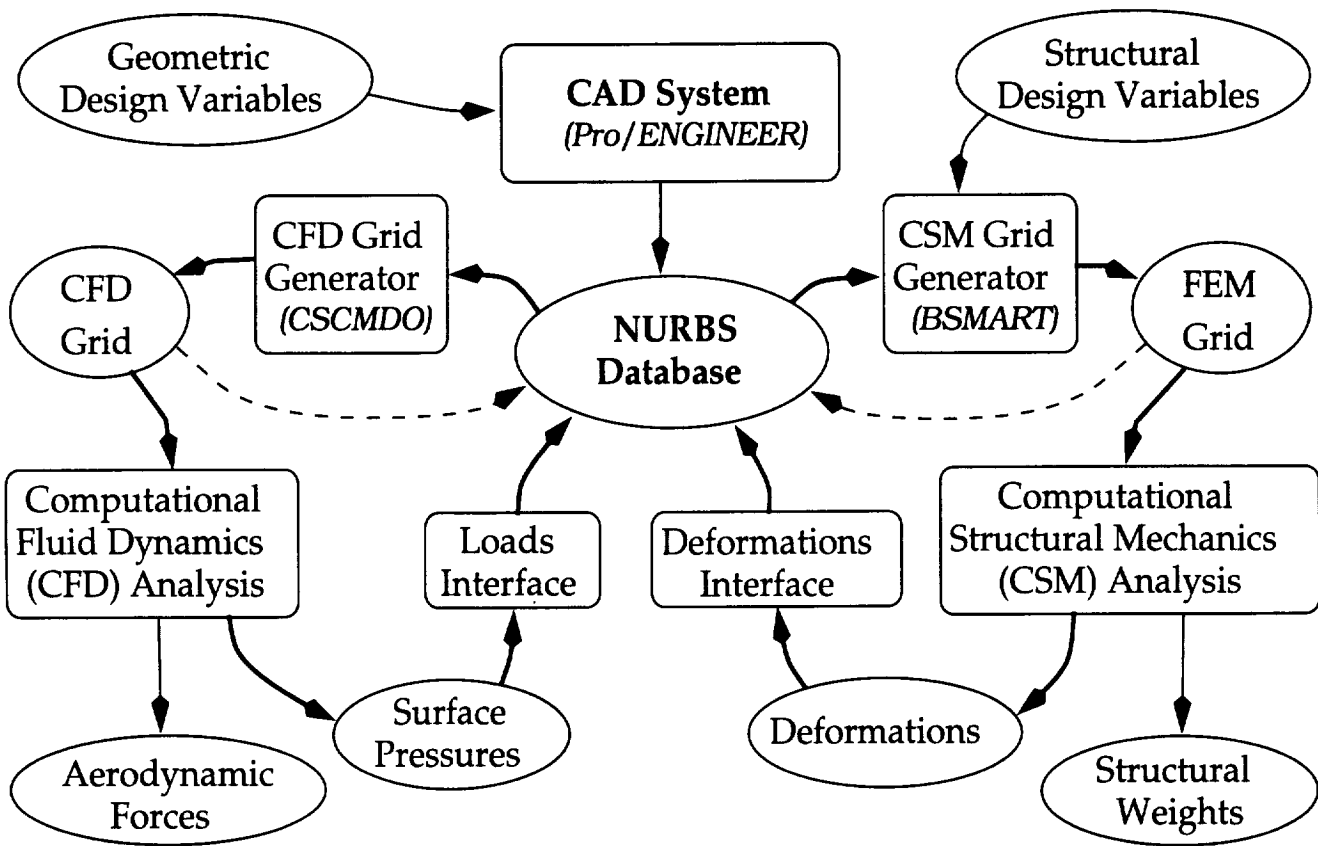 Geometric
Design Variables
CAD System
(Pro/ENGINEER)
Structural
Design Variables
CFD Grid
Generator
(CSCMDO)
CSM Grid
Generator
(BSMART)
CFD
Grid
NURBS
Database
FEM
Grid
Computational
Fluid Dynamics
(CFD) Analysis
Loads
Interface
Deformations
Interface
Computational
Structural Mechanics
(CSM) Analysis
Surface
Pressures
Deformations
Aerodynamic
Forces
Structural
Weights